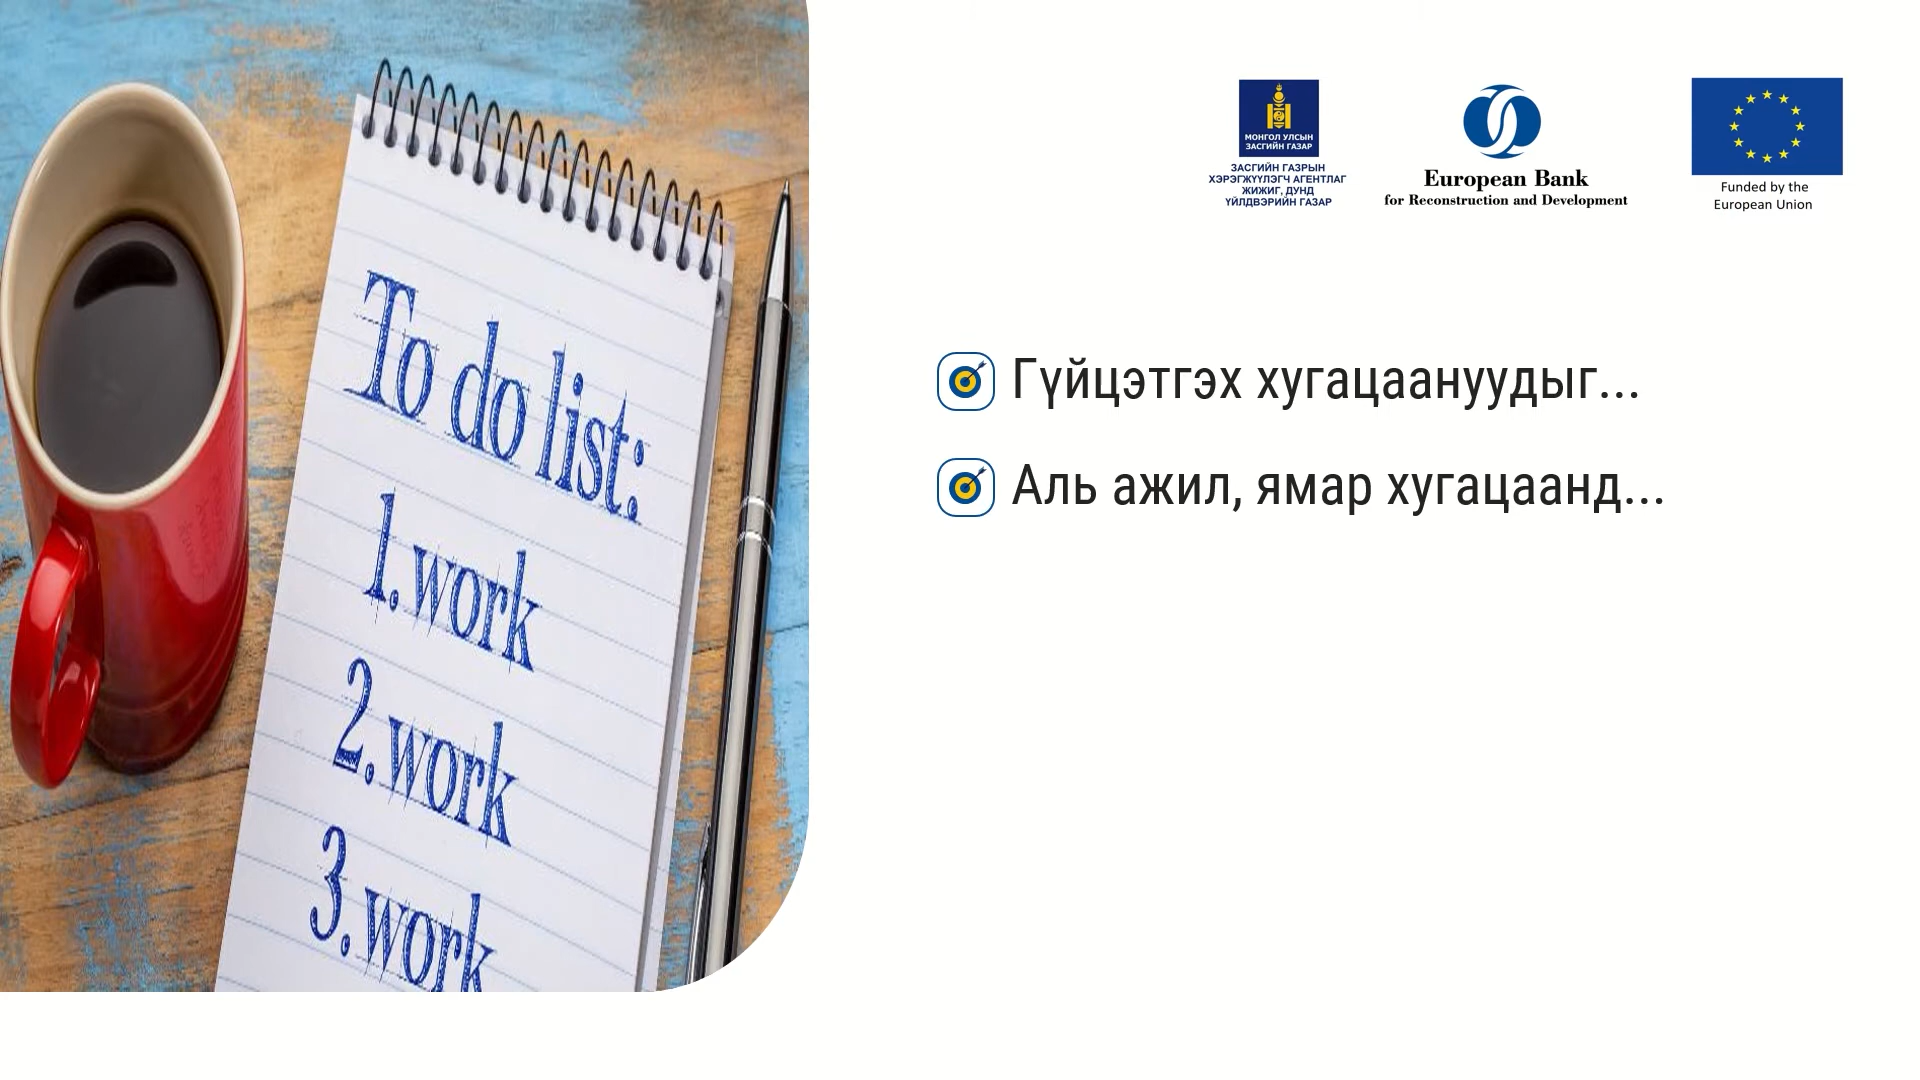 To do list:
1. work
2. work
3. work
МОНГОЛ УЛСЫН
ЗАСГИЙН ГАЗАР
ЗАСГИЙН ГАЗРЫН
ХЭРЭГЖҮҮЛЭГЧ АГЕНТЛАГ
ЖИЖИГ, ДУНД
ҮЙЛДВЭРИЙН ГАЗАР
European Bank
for Reconstruction and Development
Funded by the
European Union
Гүйцэтгэх хугацаануудыг...
Аль ажил, ямар хугацаанд...